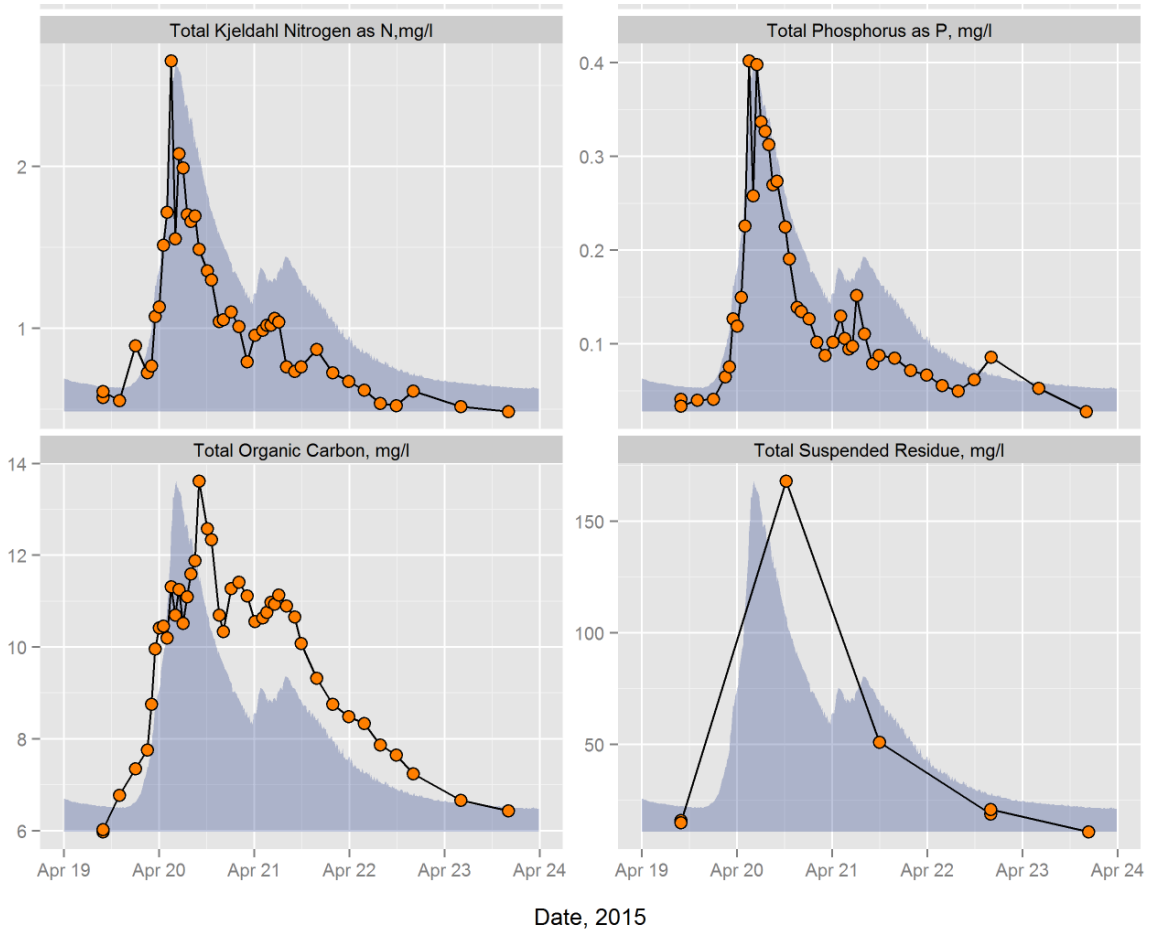 Total Kjeldahl Nitrogen as N,mg/l
Total Phosphorus as P, mg/l
2
1
0.4
0.3
0.2
0.1
Total Organic Carbon, mg/l
Total Suspended Residue, mg/l
14
12
10
8
6
150
100
50
Apr 19 Apr 20 Apr 21 Apr 22 Apr 23 Apr 24
Apr 19 Apr 20 Apr 21 Apr 22 Apr 23 Apr 24
Date, 2015